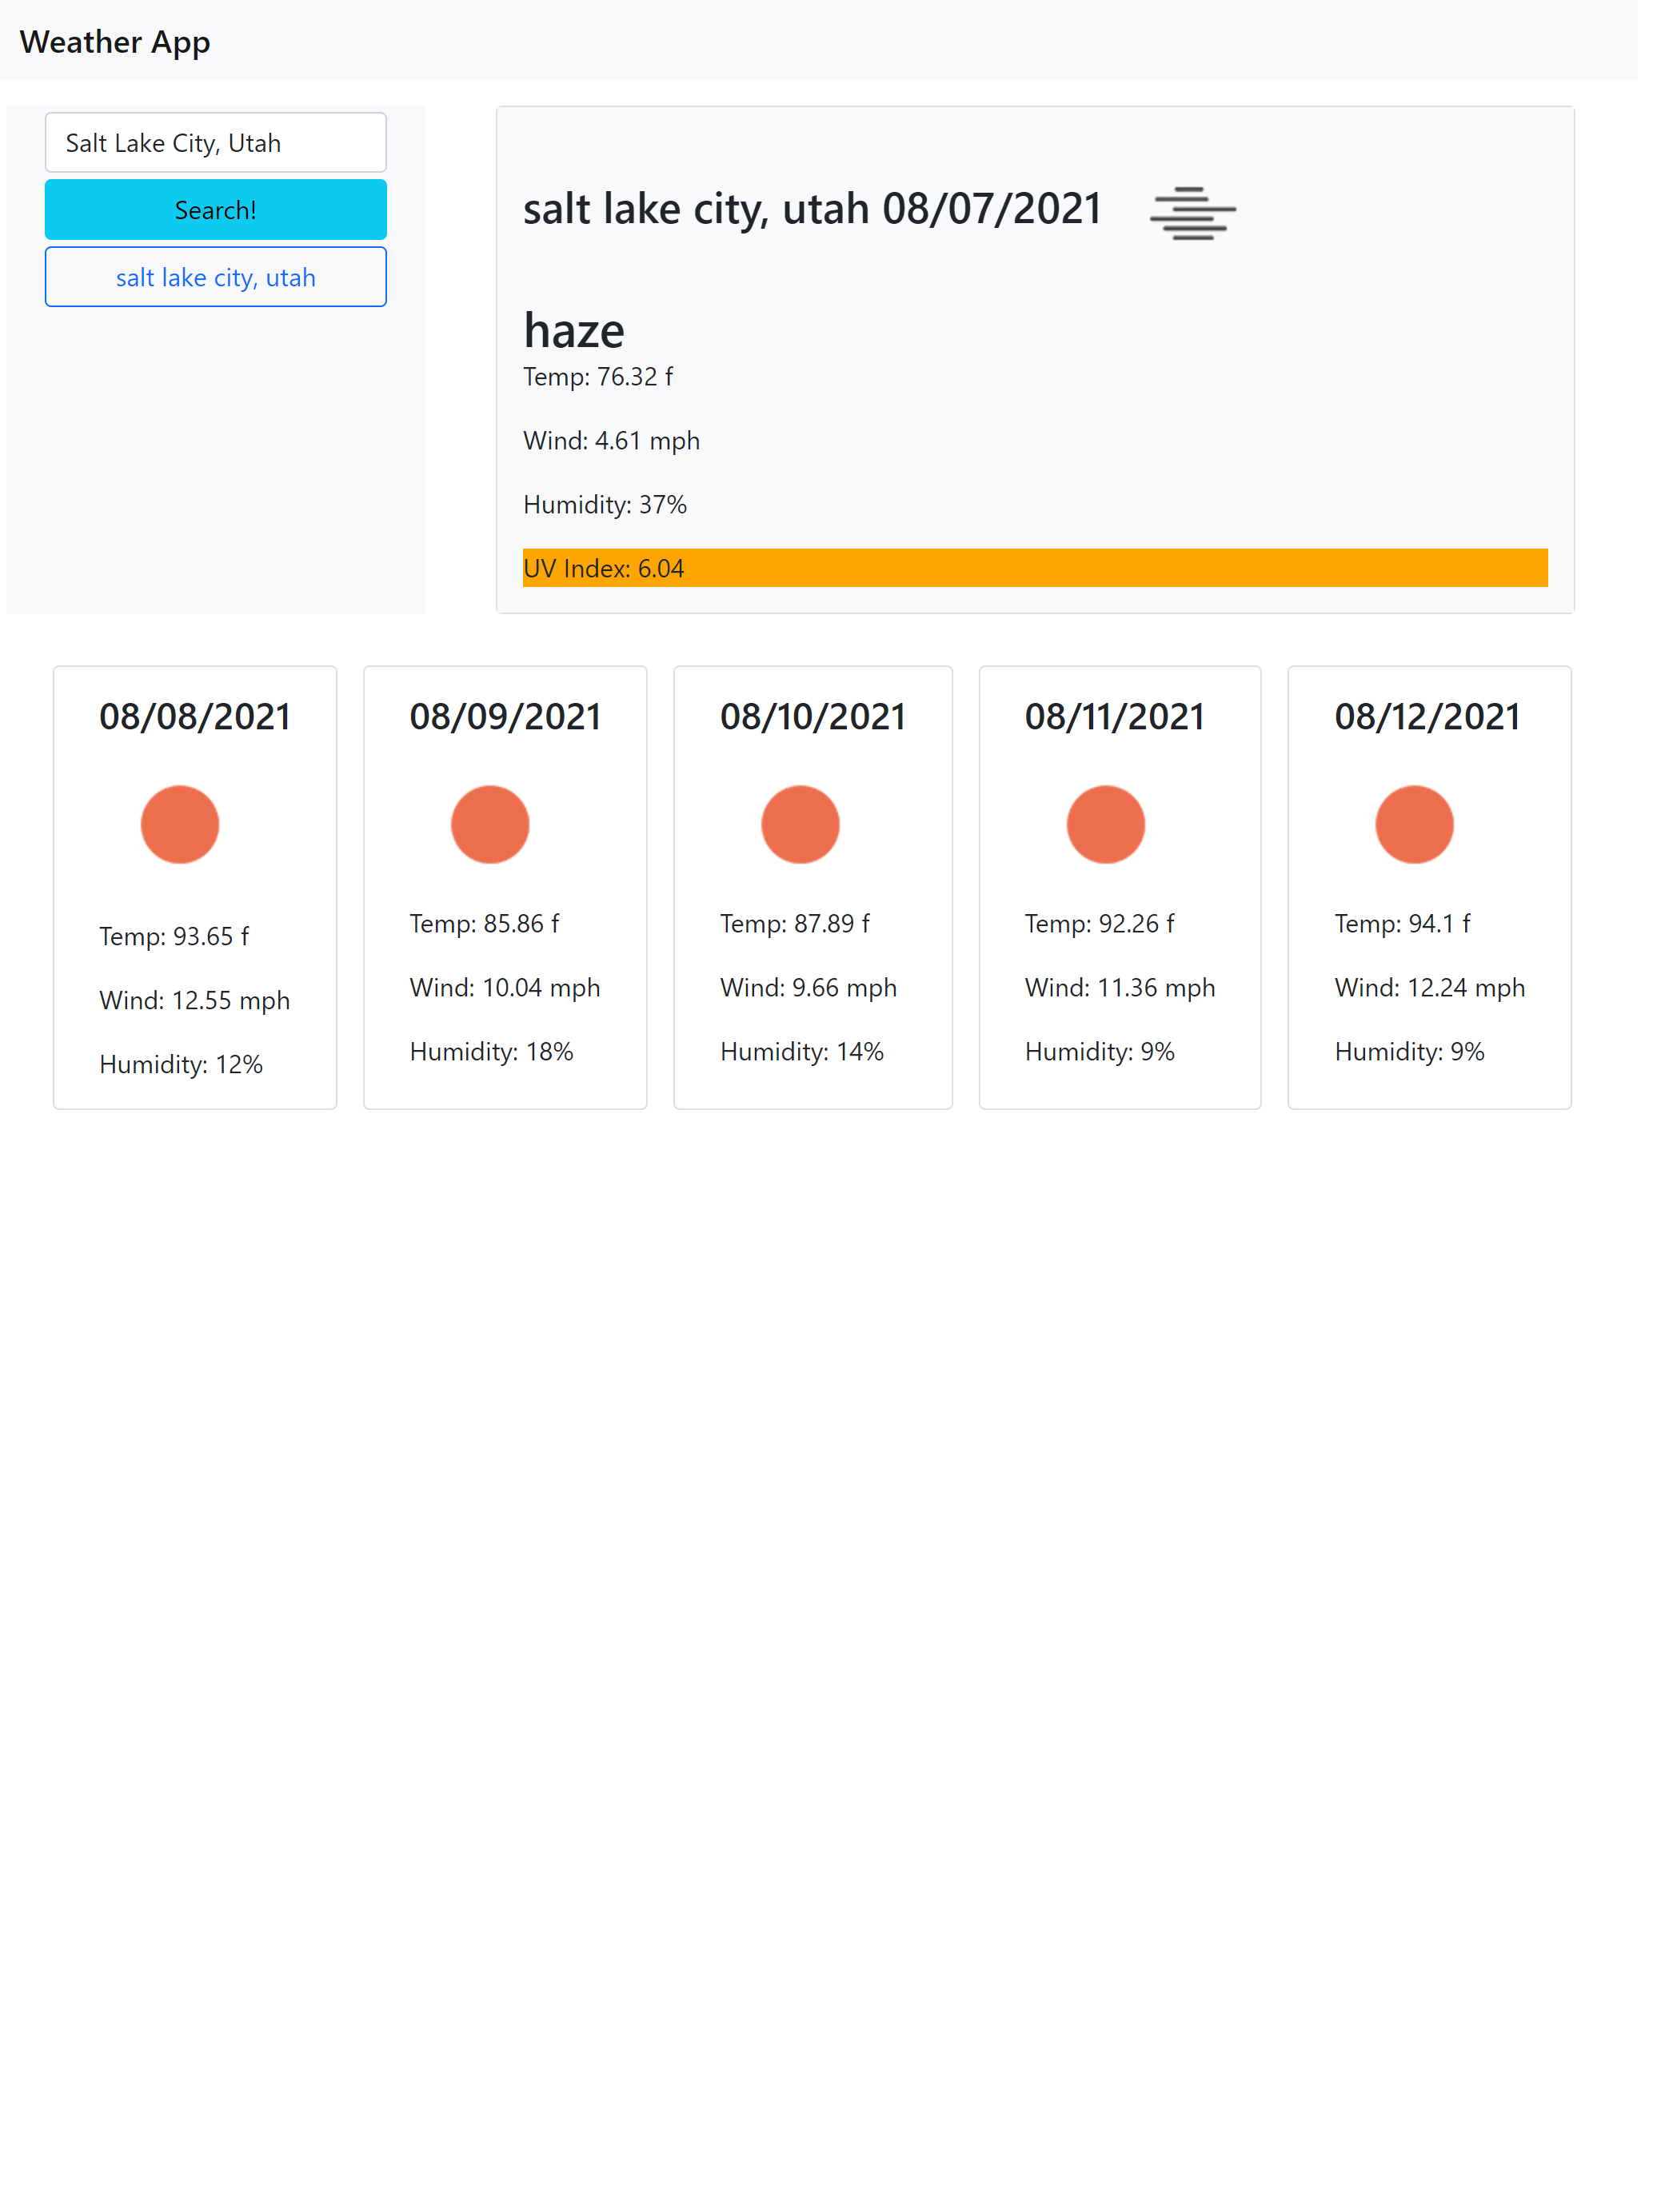 Weather App
Salt Lake City, Utah
Search!
salt lake city, utah
salt lake city, utah 08/07/2021
haze
Temp: 76.32 f
Wind: 4.61 mph
Humidity: 37%
UV Index: 6.04
08/08/2021
Temp: 93.65 f
Wind: 12.55 mph
Humidity: 12%
08/09/2021
Temp: 85.86 f
Wind: 10.04 mph
Humidity: 18%
08/10/2021
Temp: 87.89 f
Wind: 9.66 mph
Humidity: 14%
08/11/2021
Temp: 92.26 f
Wind: 11.36 mph
Humidity: 9%
08/12/2021
Temp: 94.1 f
Wind: 12.24 mph
Humidity: 9%